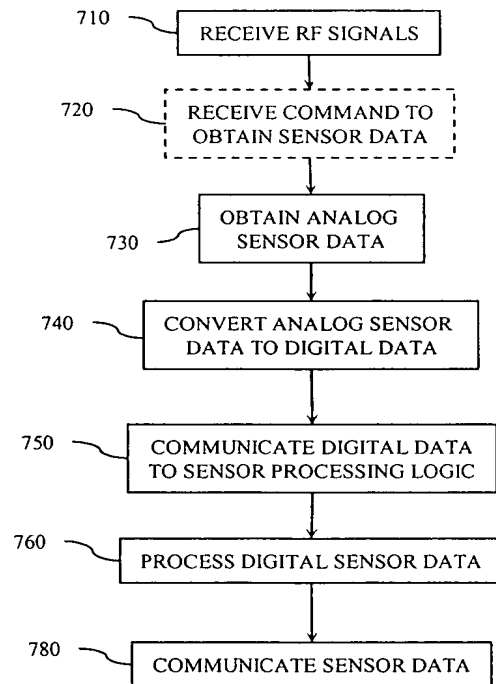 710
RECEIVE RF SIGNALS
720
RECEIVE COMMAND TO
OBTAIN SENSOR DATA
730
OBTAIN ANALOG
SENSOR DATA
740
CONVERT ANALOG SENSOR
DATA TO DIGITAL DATA
750
COMMUNICATE DIGITAL DATA
TO SENSOR PROCESSING LOGIC
760
PROCESS DIGITAL SENSOR DATA
780
COMMUNICATE SENSOR DATA